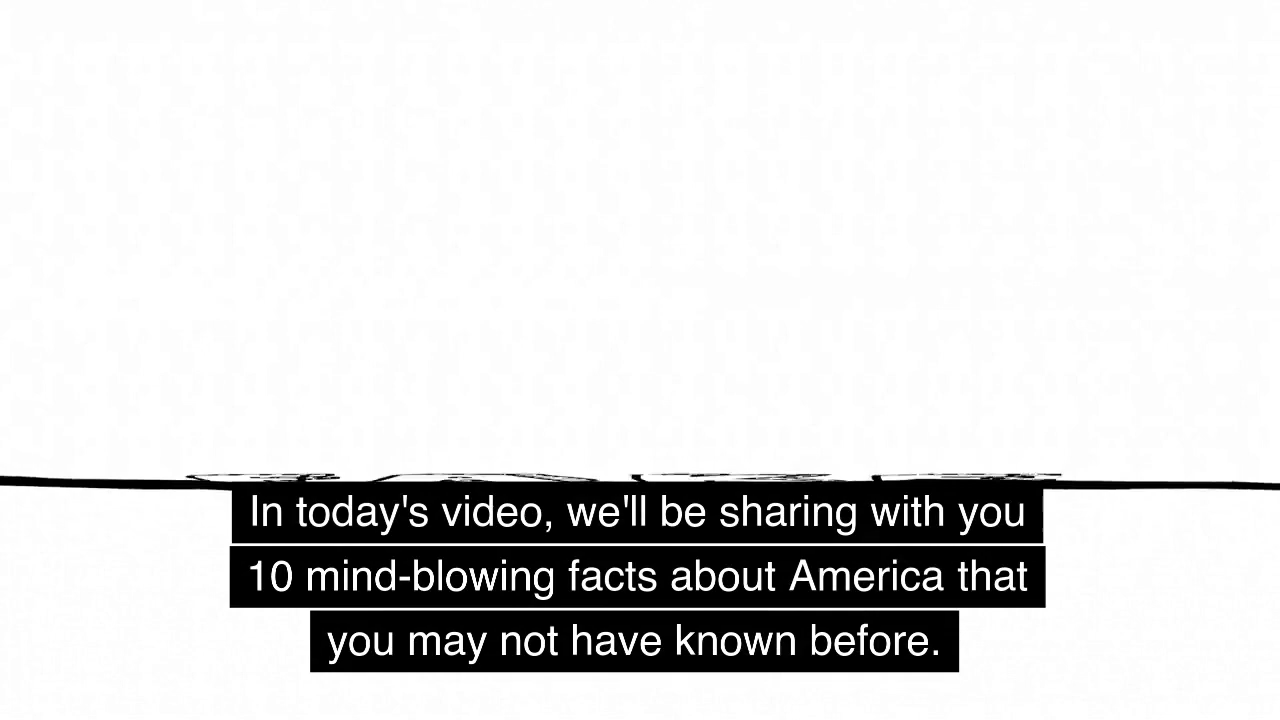 In today's video, we'll be sharing with you
10 mind-blowing facts about America that
you may not have known before.